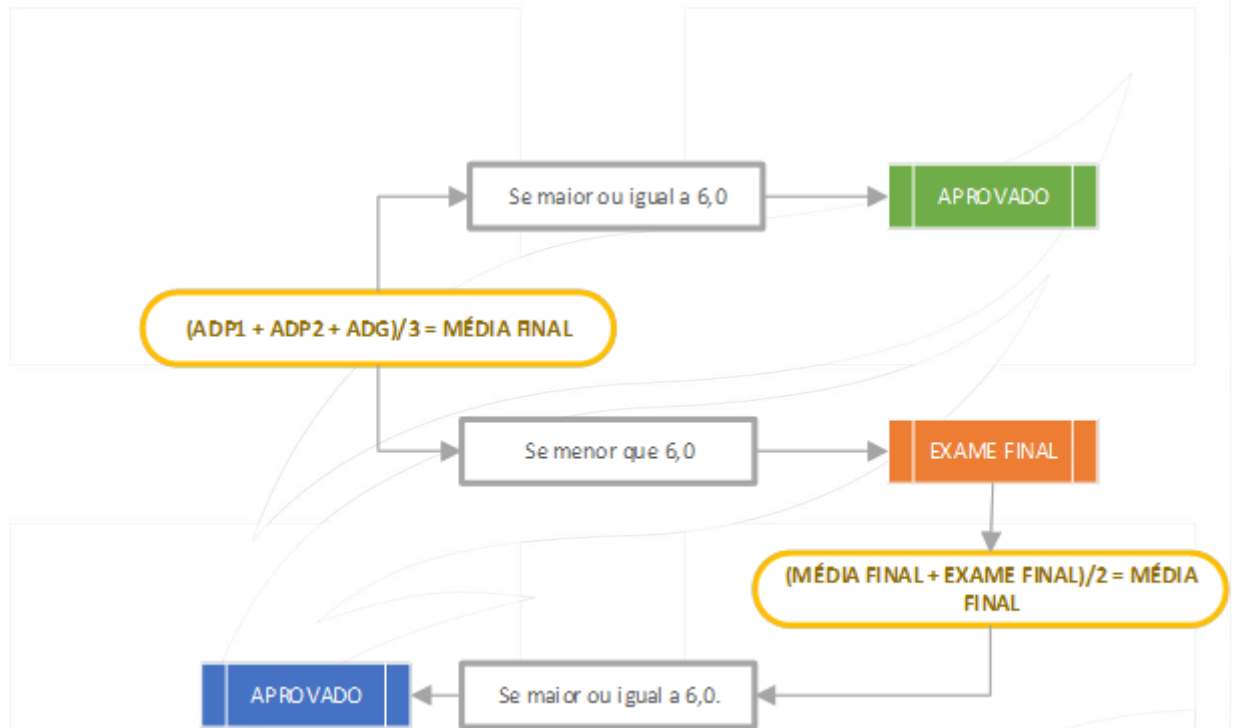 Se maior ou igual a 6,0
APROVADO
(ADP1 + ADP2 + ADG)/3 = MÉDIA FINAL
Se menor que 6,0
EXAME FINAL
(MÉDIA FINAL + EXAME FINAL)/2 = MÉDIA
FINAL
APROVADO
Se maior ou igual a 6,0.